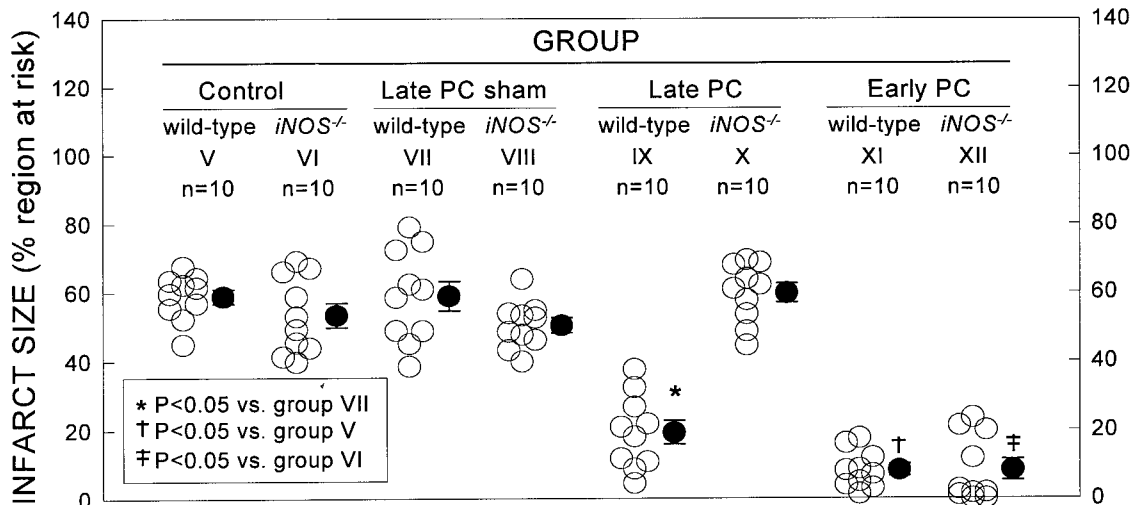 INFARCT SIZE (% region at risk)
140
120
100
80
60
40
20
0
GROUP
Control
Late PC sham
Late PC
Early PC
wild-type iNOS-/- wild-type iNOS-/- wild-type iNOS-/- wild-type iNOS-/-
V VI VII VIII IX X XI XII
n=10 n=10 n=10 n=10 n=10 n=10 n=10 n=10
*
†
‡
* P<0.05 vs. group VII
† P<0.05 vs. group V
‡ P<0.05 vs. group VI
140
120
100
80
60
40
20
0